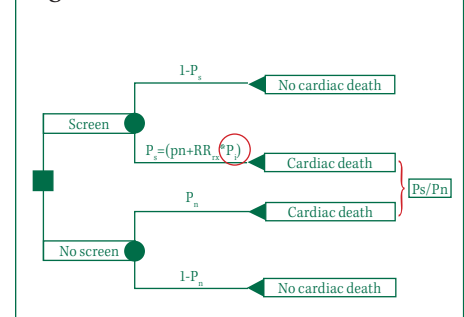 1-Pₛ
No cardiac death
Screen
Pₛ=(pn+RRᵣₓ*Pᵢ)
Cardiac death
Ps/Pn
Pₙ
Cardiac death
No screen
1-Pₙ
No cardiac death